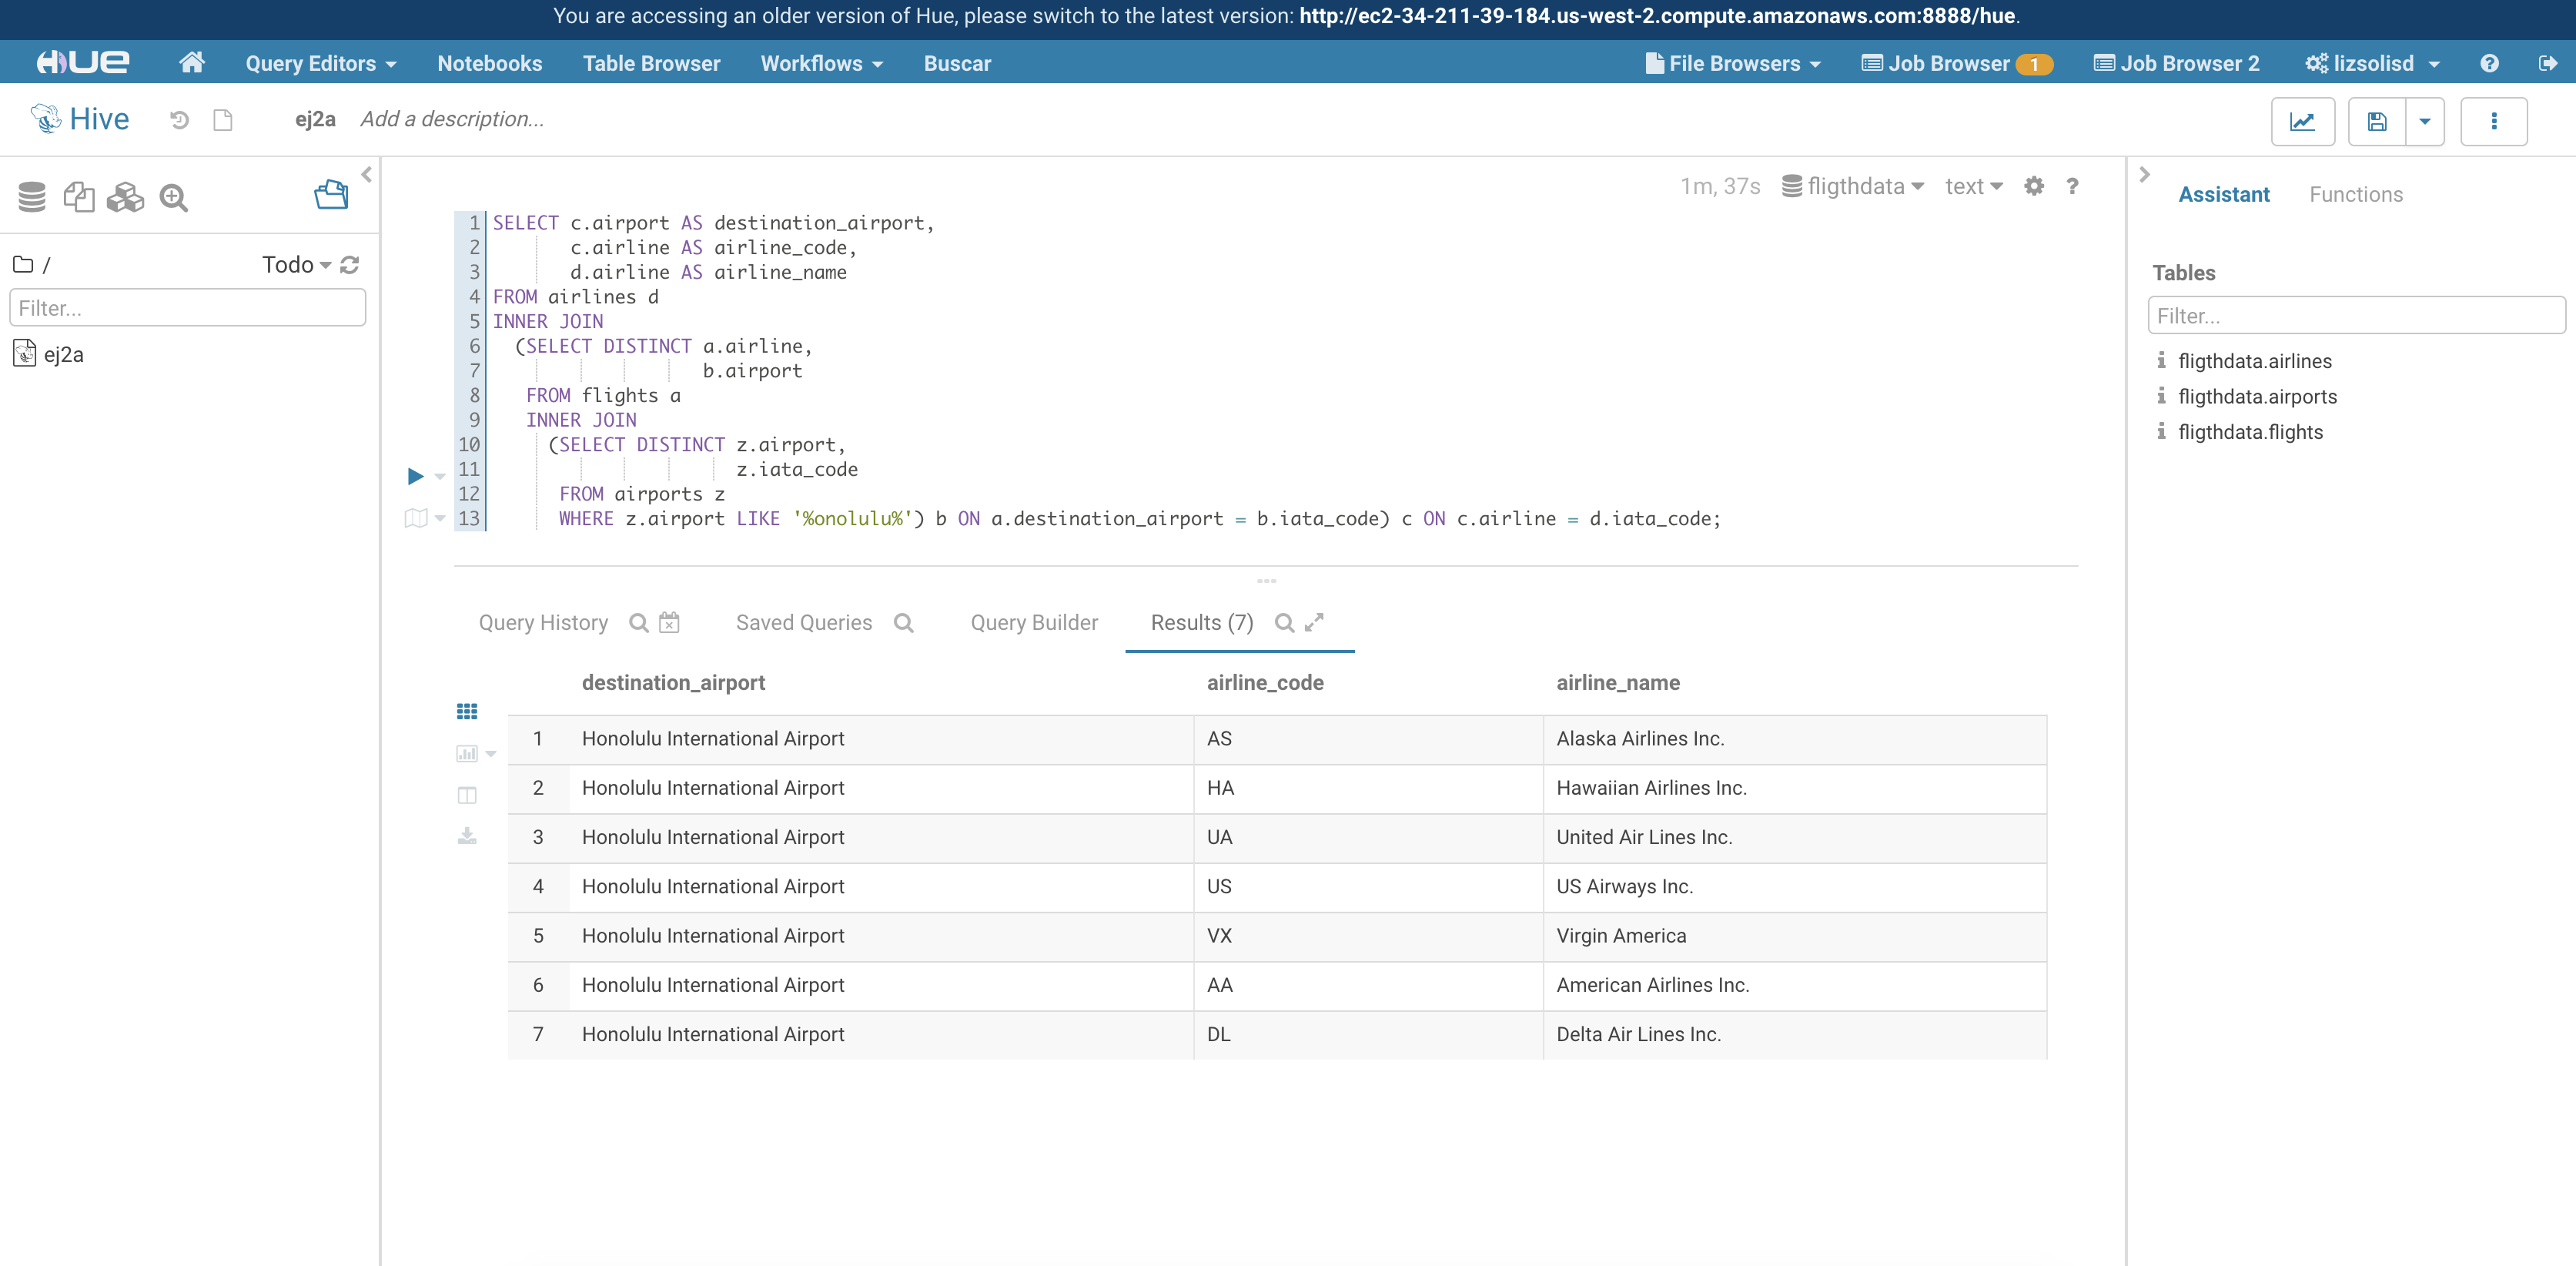 You are accessing an older version of Hue, please switch to the latest version: http://ec2-34-211-39-184.us-west-2.compute.amazonaws.com:8888/hue.
HUE Query Editors Notebooks Table Browser Workflows Buscar File Browsers Job Browser 1 Job Browser 2 lizsolisd ?
Hive ej2a Add a description...
1m, 37s fligthdata text ?
Assistant Functions
/ Todo
Filter...
ej2a
1 SELECT c.airport AS destination_airport,
2 c.airline AS airline_code,
3 d.airline AS airline_name
4 FROM airlines d
5 INNER JOIN
6 (SELECT DISTINCT a.airline,
7 b.airport
8 FROM flights a
9 INNER JOIN
10 (SELECT DISTINCT z.airport,
11 z.iata_code
12 FROM airports z
13 WHERE z.airport LIKE '%onolulu%') b ON a.destination_airport = b.iata_code) c ON c.airline = d.iata_code;
Tables
Filter...
fligthdata.airlines
fligthdata.airports
fligthdata.flights
Query History Saved Queries Query Builder Results (7)
destination_airport airline_code airline_name
1 Honolulu International Airport AS Alaska Airlines Inc.
2 Honolulu International Airport HA Hawaiian Airlines Inc.
3 Honolulu International Airport UA United Air Lines Inc.
4 Honolulu International Airport US US Airways Inc.
5 Honolulu International Airport VX Virgin America
6 Honolulu International Airport AA American Airlines Inc.
7 Honolulu International Airport DL Delta Air Lines Inc.